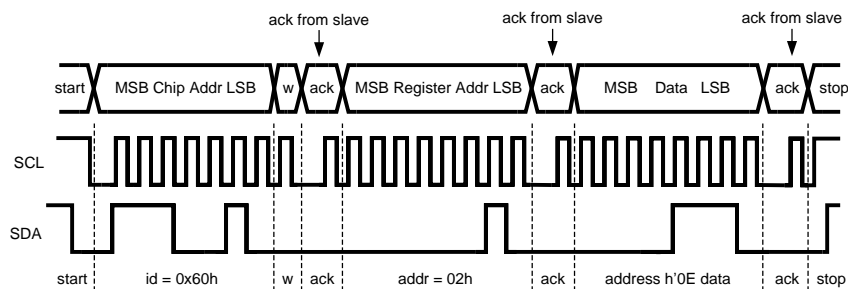 ack from slave ack from slave ack from slave
start MSB Chip Addr LSB w ack MSB Register Addr LSB ack MSB Data LSB ack stop
SCL
SDA
start id = 0x60h w ack addr = 02h ack address h'0E data ack stop